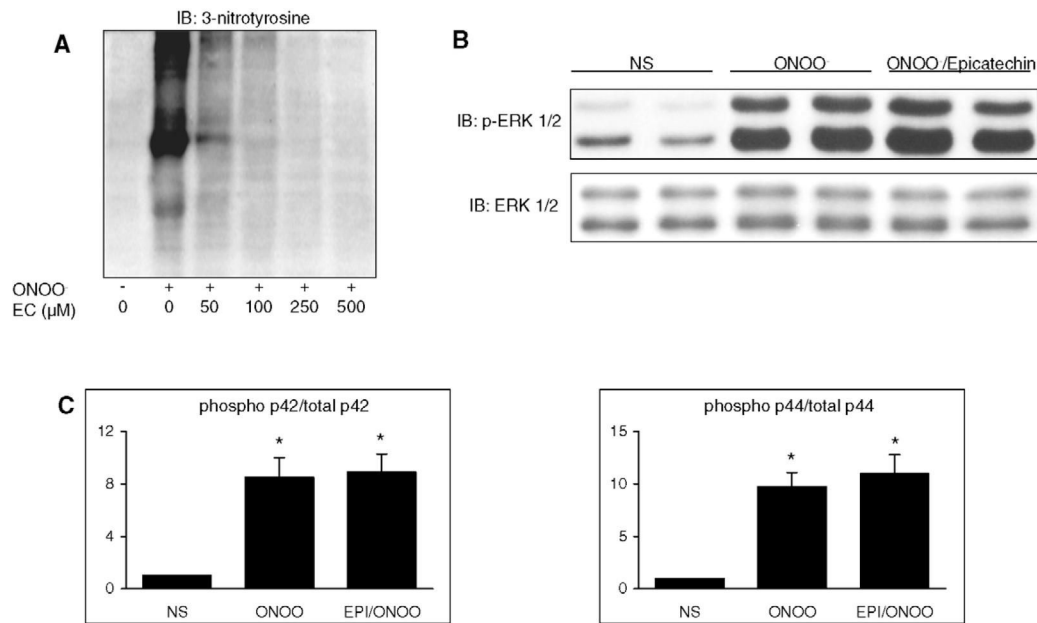 A
IB: 3-nitrotyrosine
ONOO⁻ - + + + + +
EC (µM) 0 0 50 100 250 500
B
NS ONOO⁻ ONOO⁻/Epicatechin
IB: p-ERK 1/2
IB: ERK 1/2
C
phospho p42/total p42
12
8
4
0
* *
NS ONOO EPI/ONOO
phospho p44/total p44
15
10
5
0
* *
NS ONOO EPI/ONOO